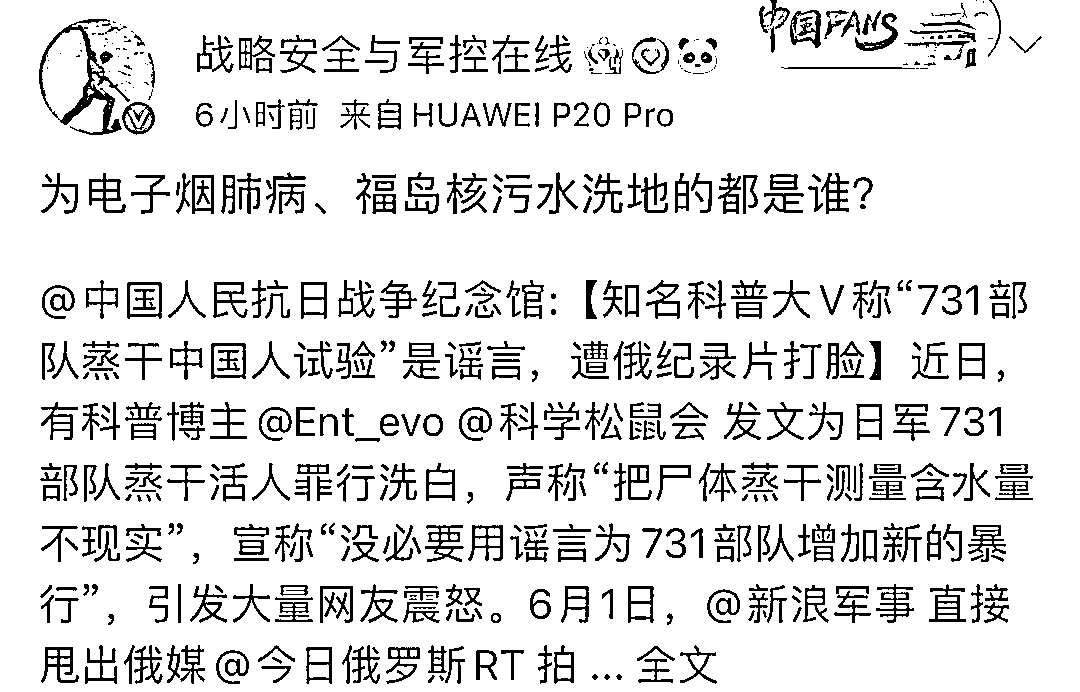 中国FANS
战略安全与军控在线
6小时前 来自HUAWEI P20 Pro
为电子烟肺病、福岛核污水洗地的都是谁?
@中国人民抗日战争纪念馆:【知名科普大V称“731部
队蒸干中国人试验”是谣言，遭俄纪录片打脸】近日，
有科普博主@Ent_evo @科学松鼠会 发文为日军731
部队蒸干活人罪行洗白，声称“把尸体蒸干测量含水量
不现实”，宣称“没必要用谣言为731部队增加新的暴
行”，引发大量网友震怒。6月1日，@新浪军事 直接
甩出俄媒@今日俄罗斯RT 拍 ... 全文